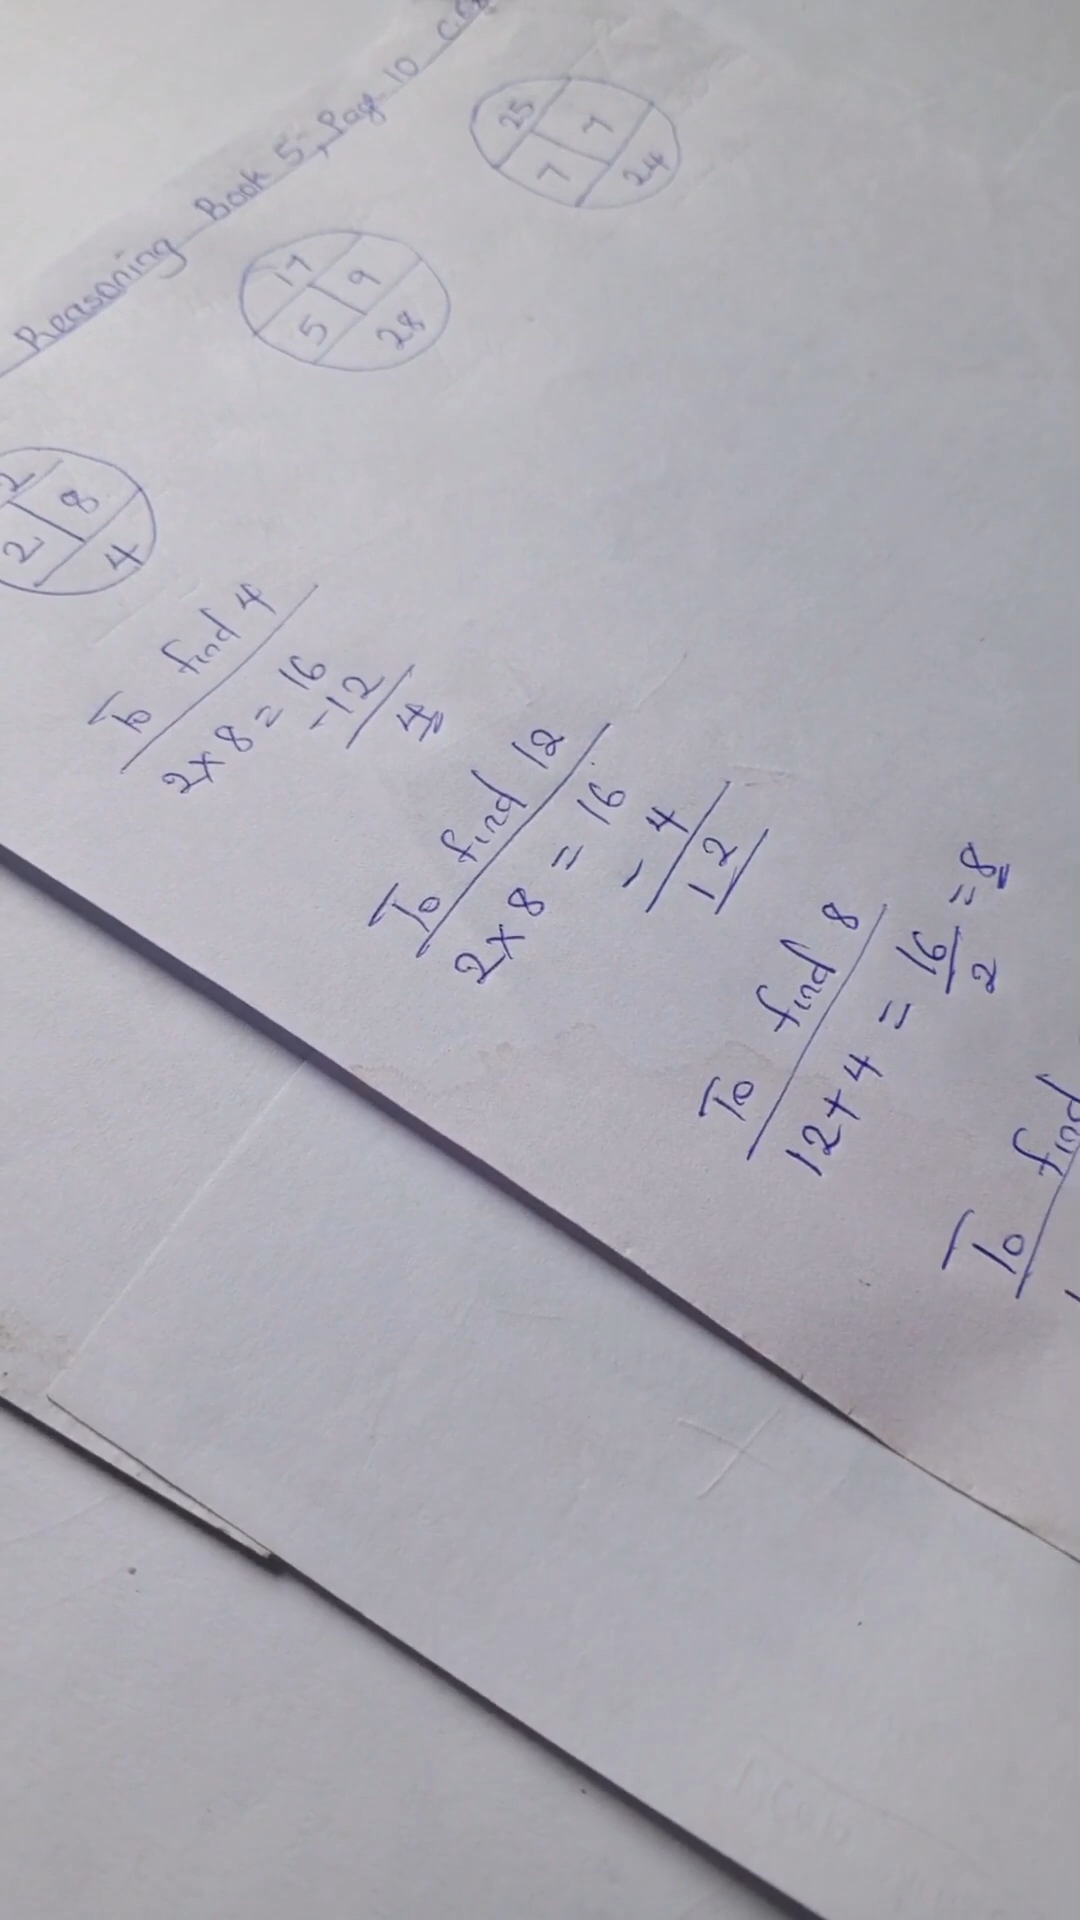 Reasoning Book 5, Page 10
2 8
2 4
17 9
5 28
25 7
7 24
To find 4
2 x 8 = 16
- 12
4
To find 12
2 x 8 = 16
- 4
12
To find 8
12 + 4 = 16/2 = 8
To find